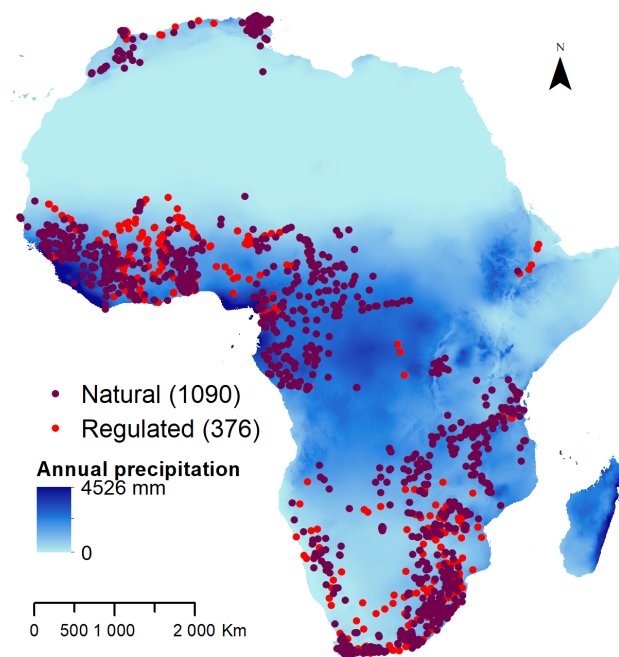 N
Natural (1090)
Regulated (376)
Annual precipitation
4526 mm
0
0 500 1 000 2 000 Km